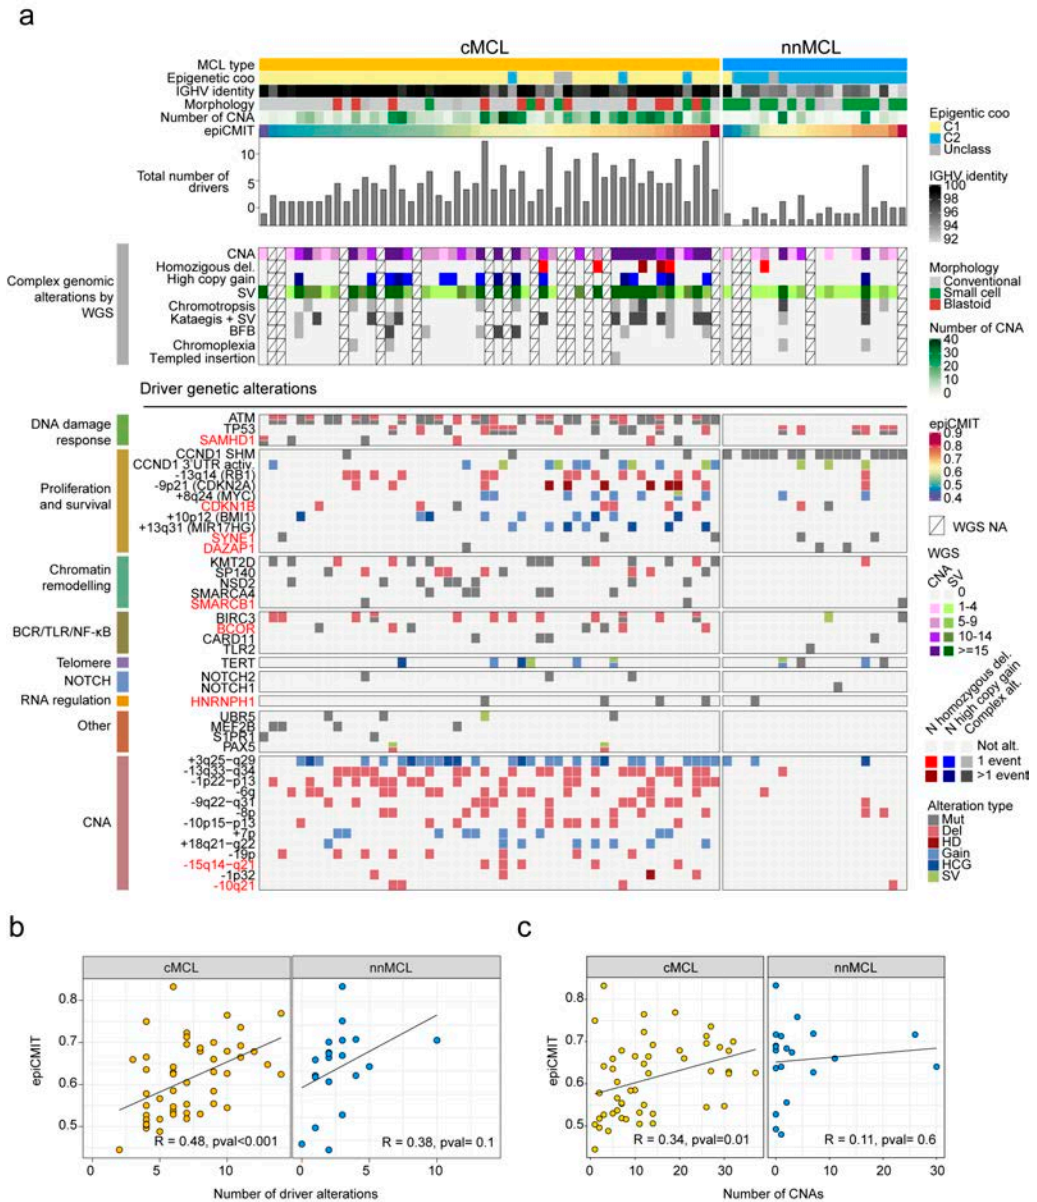 a
cMCL
nnMCL
MCL type
Epigenetic coo
IGHV identity
Morphology
Number of CNA
epiCMIT
10
5
0
Total number of
drivers
Epigentic coo
C1
C2
Unclass
IGHV identity
100
98
96
94
92
Morphology
Conventional
Small cell
Blastoid
Number of CNA
40
30
20
10
0
epiCMIT
0.9
0.8
0.7
0.6
0.5
0.4
WGS NA
WGS
CNA
SV
0
1-4
5-9
10-14
>=15
N homozygous del.
N high copy gain
Complex alt.
Not alt.
1 event
>1 event
Alteration type
Mut
Del
HD
Gain
HCG
SV
Complex genomic
alterations by
WGS
CNA
Homozigous del.
High copy gain
SV
Chromotropsis
Kataegis + SV
BFB
Chromoplexia
Templed insertion
Driver genetic alterations
DNA damage
response
ATM
TP53
SAMHD1
Proliferation
and survival
CCND1 SHM
CCND1 3'UTR activ.
-13q14 (RB1)
-9p21 (CDKN2A)
+8q24 (MYC)
CDKN1B
+10p12 (BMI1)
+13q31 (MIR17HG)
SYNE1
DAZAP1
Chromatin
remodelling
KMT2D
SP140
NSD2
SMARCA4
SMARCB1
BCR/TLR/NF-κB
BIRC3
BCOR
CARD11
TLR2
Telomere
TERT
NOTCH
NOTCH2
NOTCH1
RNA regulation
HNRNPH1
Other
UBR5
MEF2B
S1PR1
PAX5
CNA
+3q25-q29
-13q33-q34
-1p22-p13
-6q
-9q22-q31
-8p
-10p15-p13
+7p
+18q21-q22
-19p
-15q14-q21
-1p32
-10q21
b
cMCL
nnMCL
epiCMIT
0.8
0.7
0.6
0.5
R = 0.48, pval<0.001
R = 0.38, pval= 0.1
0
5
10
0
5
10
Number of driver alterations
c
cMCL
nnMCL
epiCMIT
0.8
0.7
0.6
0.5
R = 0.34, pval=0.01
R = 0.11, pval= 0.6
0
10
20
30
0
10
20
30
Number of CNAs